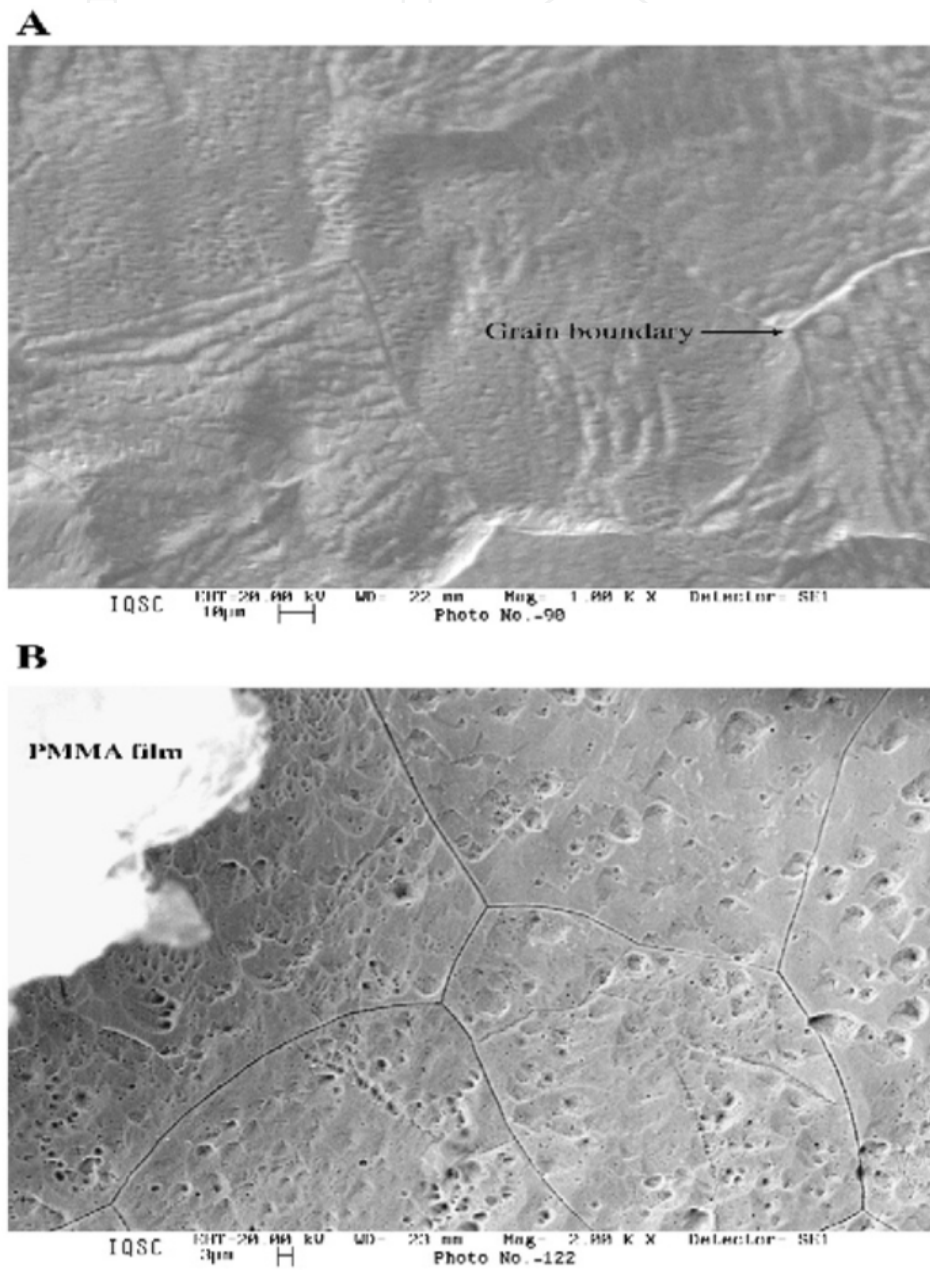 A
Grain boundary
IQSC
EHT=20.00 kV WD= 22 mm Mag= 1.00 K X Detector= SE1
10μm
Photo No.=90
B
PMMA film
IQSC
EHT=20.00 kV WD= 23 mm Mag= 2.00 K X Detector= SE1
3μm
Photo No.=122